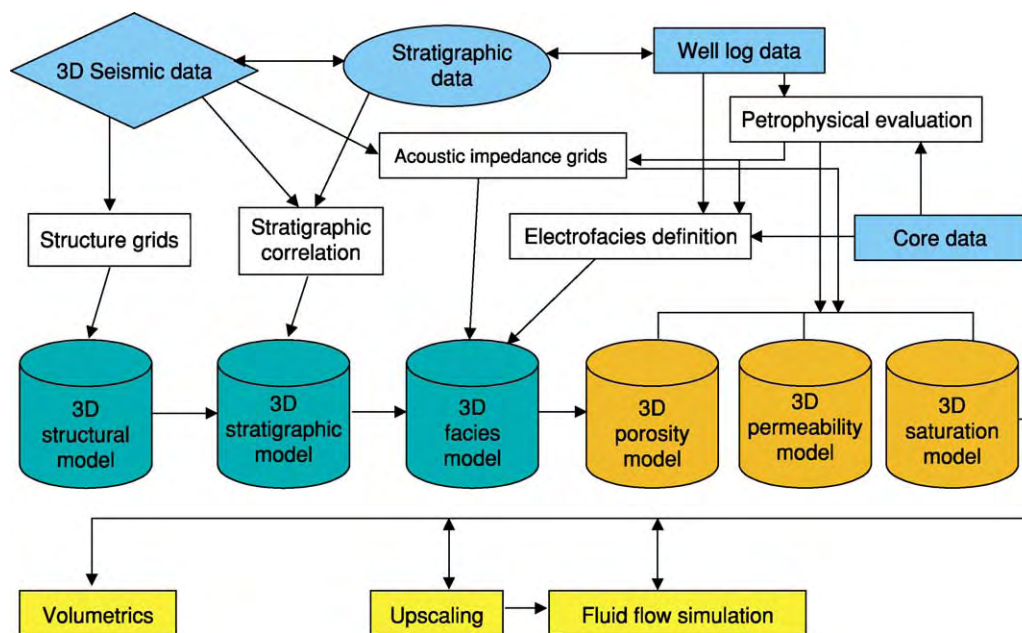 3D Seismic data
Stratigraphic
data
Well log data
Petrophysical evaluation
Acoustic impedance grids
Structure grids
Stratigraphic
correlation
Electrofacies definition
Core data
3D
structural
model
3D
stratigraphic
model
3D
facies
model
3D
porosity
model
3D
permeability
model
3D
saturation
model
Volumetrics
Upscaling
Fluid flow simulation